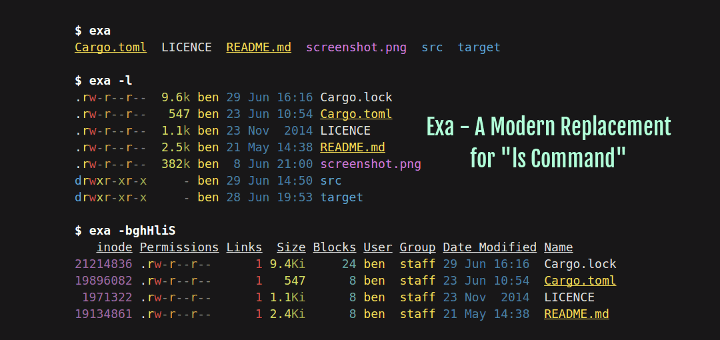 $ exa
Cargo.toml  LICENCE  README.md  screenshot.png  src  target
$ exa -l
.rw-r--r--  9.6k ben 29 Jun 16:16 Cargo.lock
.rw-r--r--   547 ben 23 Jun 10:54 Cargo.toml
.rw-r--r--  1.1k ben 23 Nov  2014 LICENCE
.rw-r--r--  2.5k ben 21 May 14:38 README.md
.rw-r--r--  382k ben  8 Jun 21:00 screenshot.png
drwxr-xr-x     - ben 29 Jun 14:50 src
drwxr-xr-x     - ben 28 Jun 19:53 target
Exa - A Modern Replacement
for "ls Command"
$ exa -bghHliS
   inode Permissions Links  Size Blocks User Group Date Modified Name
21214836 .rw-r--r--      1 9.4Ki     24 ben  staff 29 Jun 16:16  Cargo.lock
19896082 .rw-r--r--      1   547      8 ben  staff 23 Jun 10:54  Cargo.toml
 1971322 .rw-r--r--      1 1.1Ki      8 ben  staff 23 Nov  2014  LICENCE
19134861 .rw-r--r--      1 2.4Ki      8 ben  staff 21 May 14:38  README.md